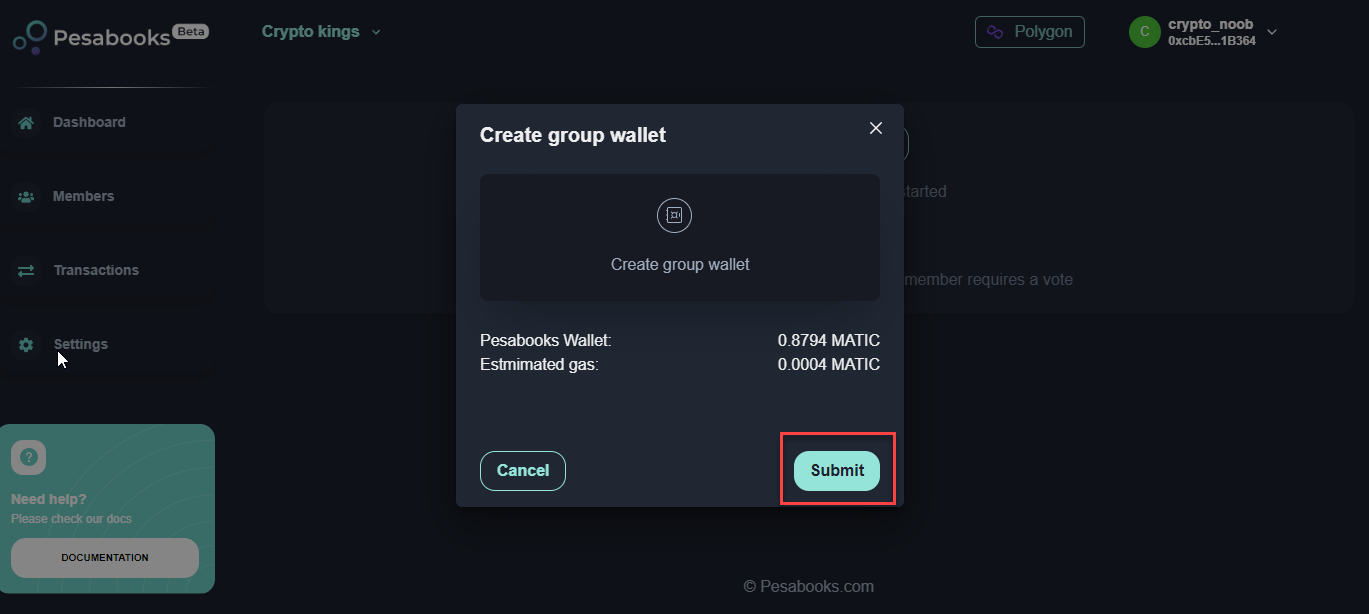 Pesabooks Beta
Crypto kings
Polygon
C
crypto_noob
0xcbE5...1B364
Dashboard
Members
Transactions
Settings
Need help?
Please check our docs
DOCUMENTATION
Create group wallet
Create group wallet
Pesabooks Wallet: 0.8794 MATIC
Estmimated gas: 0.0004 MATIC
Cancel
Submit
started
member requires a vote
© Pesabooks.com